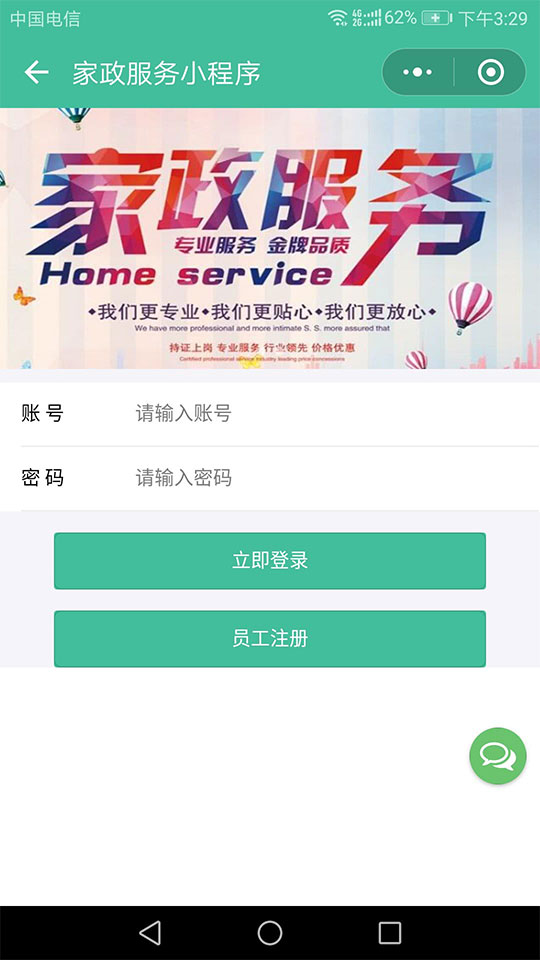 中国电信 4G 2G 62% 下午3:29
家政服务小程序
家政服务
专业服务 金牌品质
Home service
•我们更专业•我们更贴心•我们更放心•
We have more professional and more intimate S. S. more assured that
持证上岗 专业服务 行业领先 价格优惠
Certified professional service industry leading price concessions
账 号 请输入账号
密 码 请输入密码
立即登录
员工注册